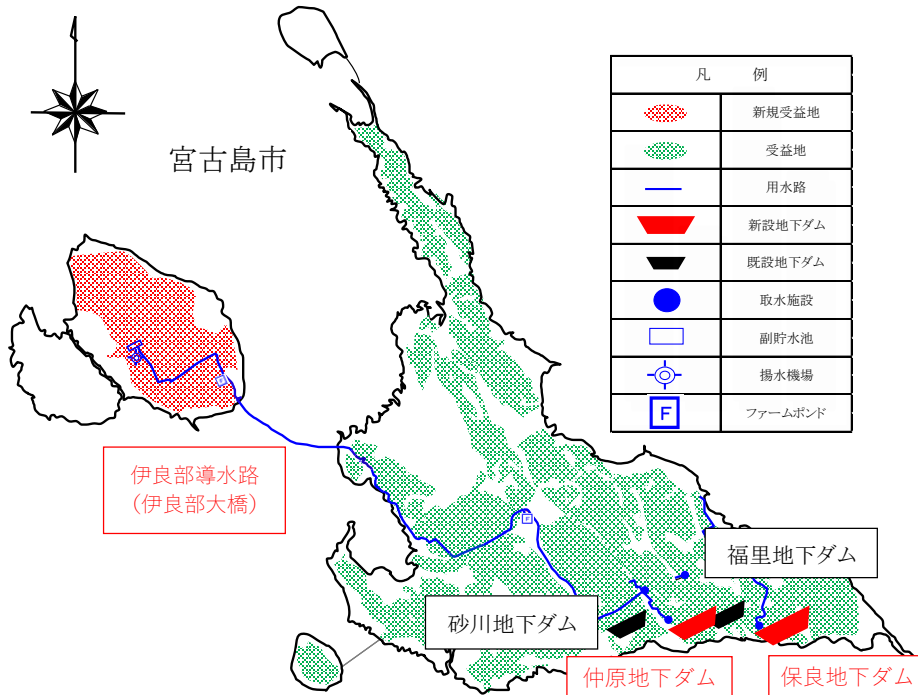 宮古島市
凡 例
新規受益地
受益地
用水路
新設地下ダム
既設地下ダム
取水施設
副貯水池
揚水機場
F
ファームポンド
伊良部導水路
(伊良部大橋)
F
福里地下ダム
砂川地下ダム
仲原地下ダム
保良地下ダム